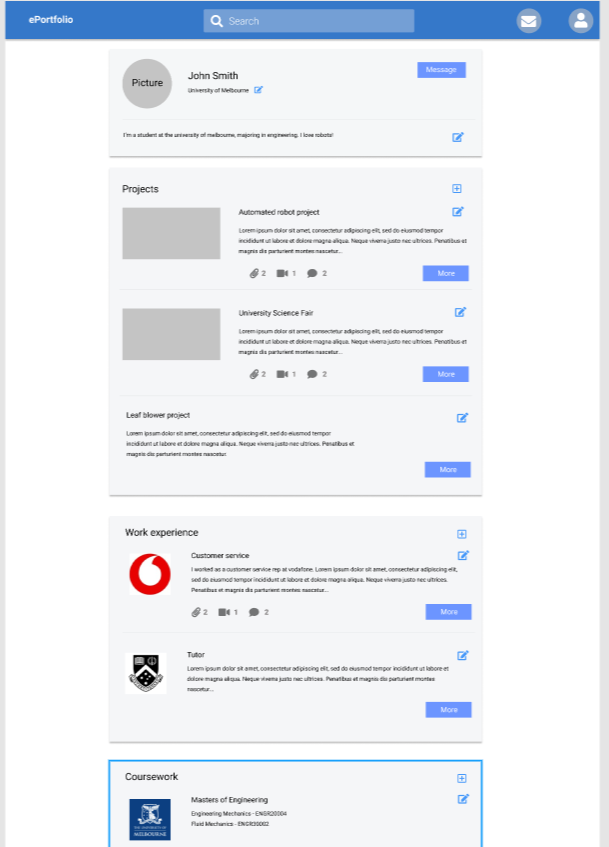 ePortfolio
Search
Picture
John Smith
Message
University of Melbourne
I'm a student at the university of melbourne, majoring in engineering. I love robots!
Projects
Automated robot project
Lorem ipsum dolor sit amet, consectetur adipiscing elit, sed do eiusmod tempor
incididunt ut labore et dolore magna aliqua. Neque viverra justo nec ultrices. Penatibus et
magnis dis parturient montes nascetur...
2 1 2
More
University Science Fair
Lorem ipsum dolor sit amet, consectetur adipiscing elit, sed do eiusmod tempor
incididunt ut labore et dolore magna aliqua. Neque viverra justo nec ultrices. Penatibus et
magnis dis parturient montes nascetur...
2 1 2
More
Leaf blower project
Lorem ipsum dolor sit amet, consectetur adipiscing elit, sed do eiusmod tempor
incididunt ut labore et dolore magna aliqua. Neque viverra justo nec ultrices. Penatibus et
magnis dis parturient montes nascetur.
More
Work experience
Customer service
I worked as a customer service rep at vodafone. Lorem ipsum dolor sit amet, consectetur adipiscing elit,
sed do eiusmod tempor incididunt ut labore et dolore magna aliqua. Neque viverra justo nec ultrices.
Penatibus et magnis dis parturient montes nascetur...
2 1 2
More
Tutor
Lorem ipsum dolor sit amet, consectetur adipiscing elit, sed do eiusmod tempor incididunt ut labore et
dolore magna aliqua. Neque viverra justo nec ultrices. Penatibus et magnis dis parturient montes
nascetur...
More
Coursework
Masters of Engineering
Engineering Mechanics - ENGR20004
Fluid Mechanics - ENGR30002
THE UNIVERSITY OF
MELBOURNE